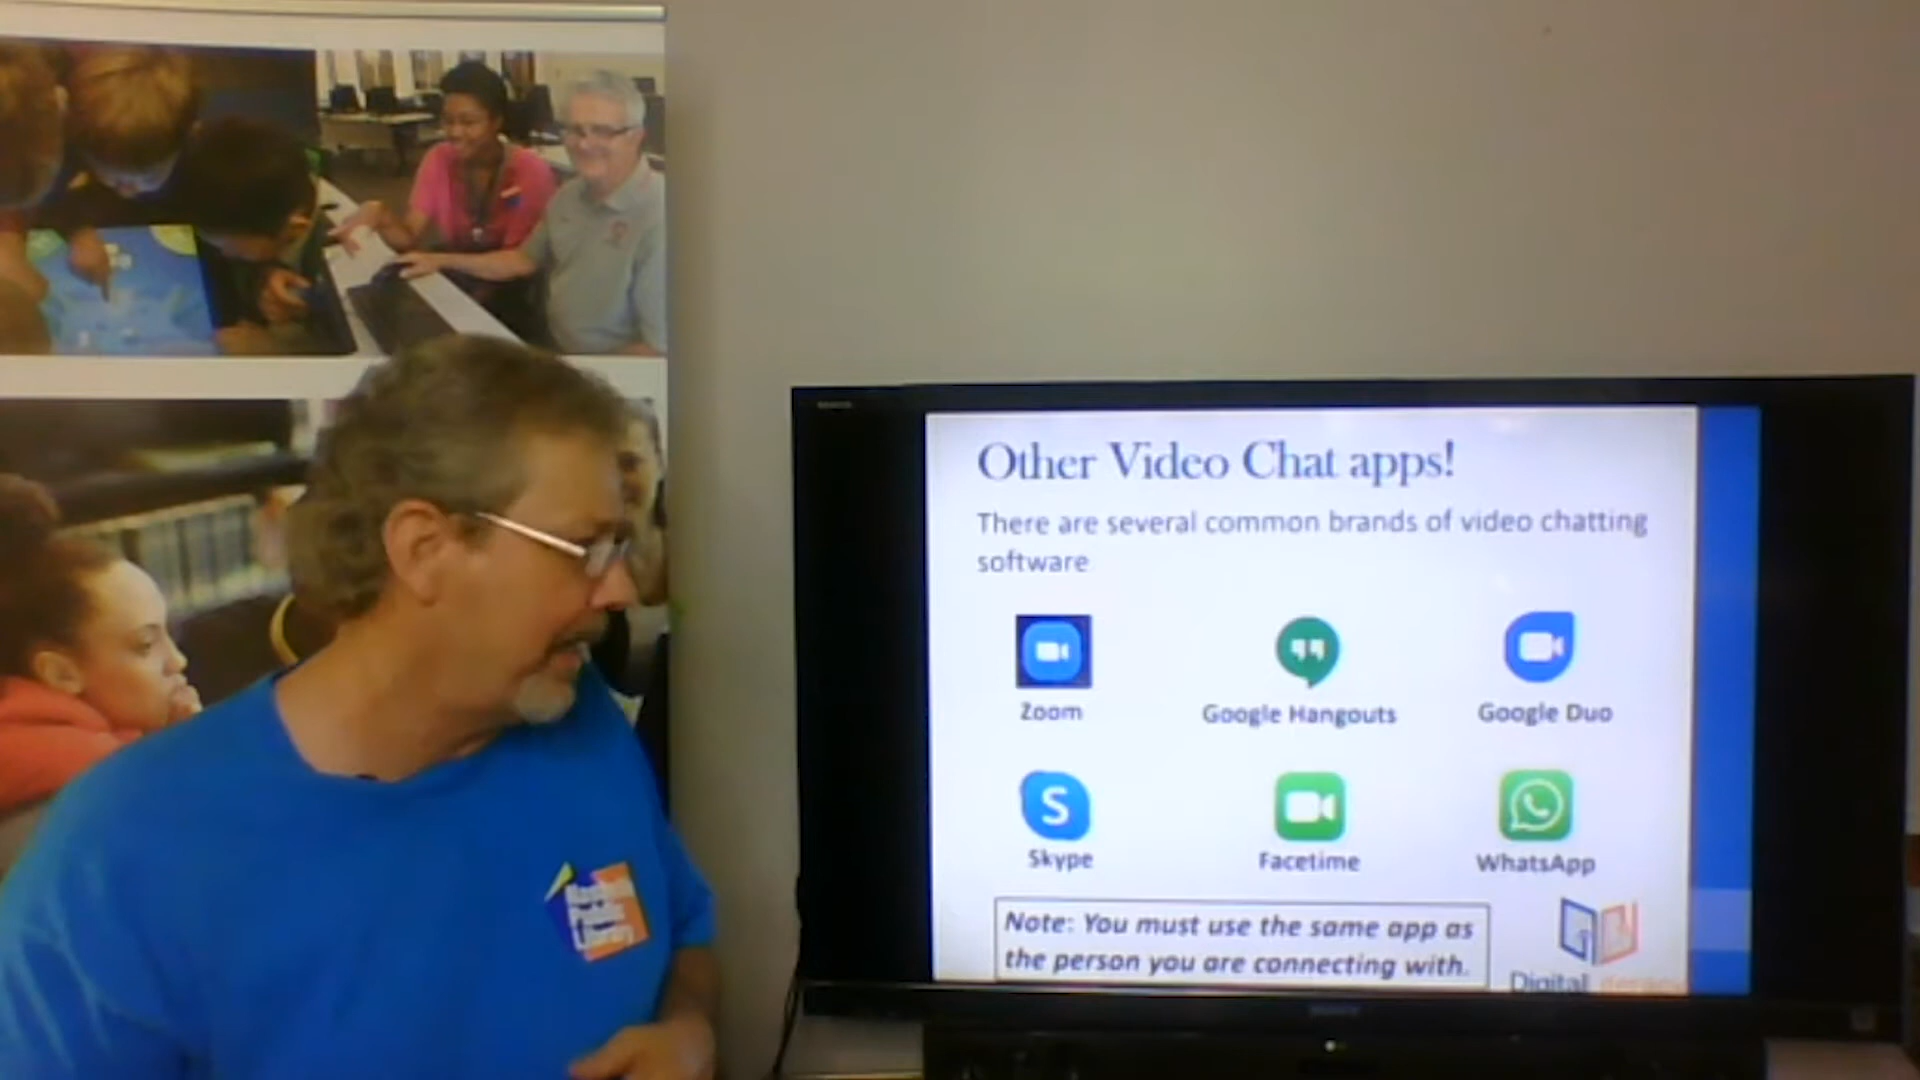 Other Video Chat apps!
There are several common brands of video chatting
software
Zoom
Google Hangouts
Google Duo
S
Skype
Facetime
WhatsApp
Note: You must use the same app as
the person you are connecting with.
Digital